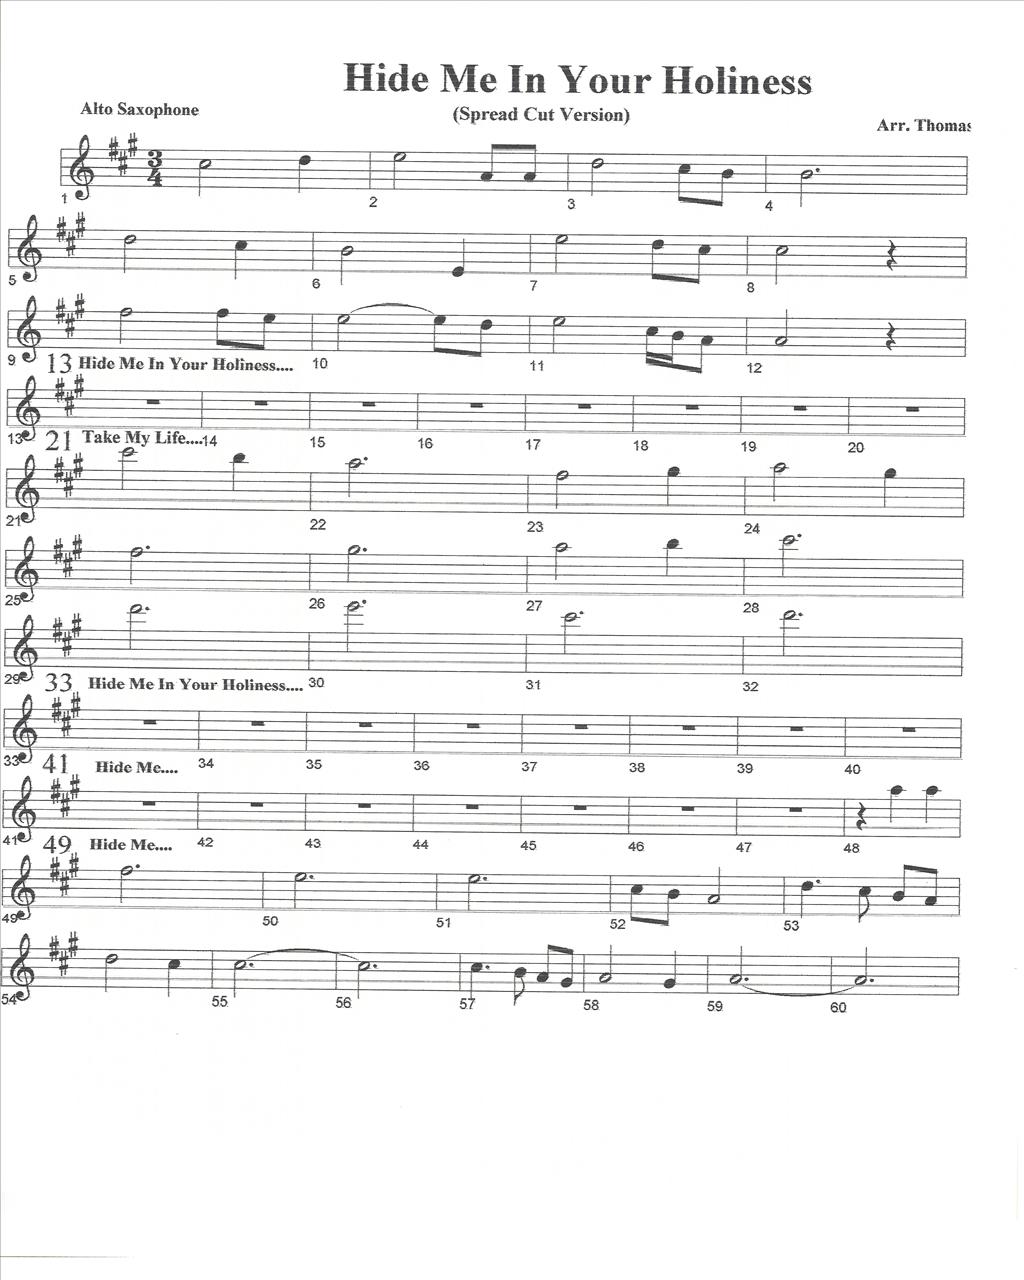 Hide Me In Your Holiness
Alto Saxophone
(Spread Cut Version)
Arr. Thomas
3
4
1 2 3 4
5 6 7 8
9 10 11 12
13 Hide Me In Your Holiness....
13 14 15 16 17 18 19 20
21 Take My Life....
21 22 23 24
25 26 27 28
29 30 31 32
33 Hide Me In Your Holiness....
33 34 35 36 37 38 39 40
41 Hide Me....
41 42 43 44 45 46 47 48
49 Hide Me....
49 50 51 52 53
54 55 56 57 58 59 60